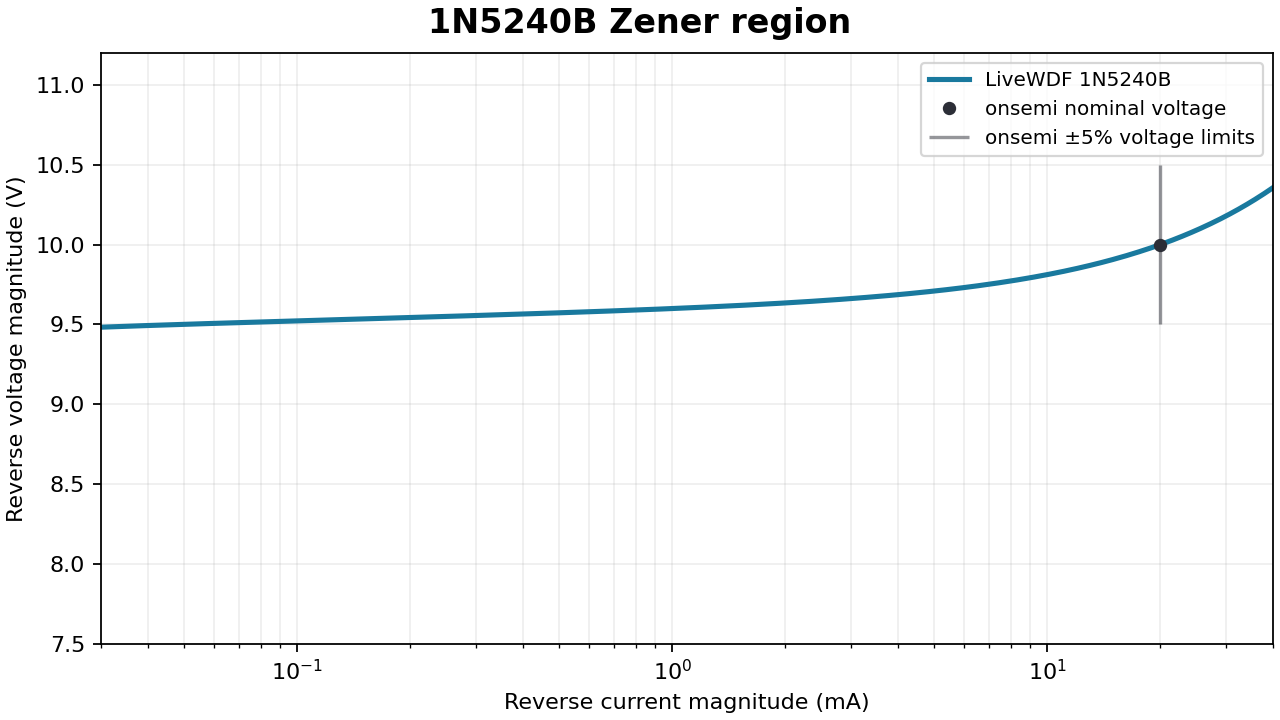 1N5240B Zener region
11.0
10.5
10.0
9.5
9.0
8.5
8.0
7.5
Reverse voltage magnitude (V)
LiveWDF 1N5240B
onsemi nominal voltage
onsemi ±5% voltage limits
10⁻¹
10⁰
10¹
Reverse current magnitude (mA)